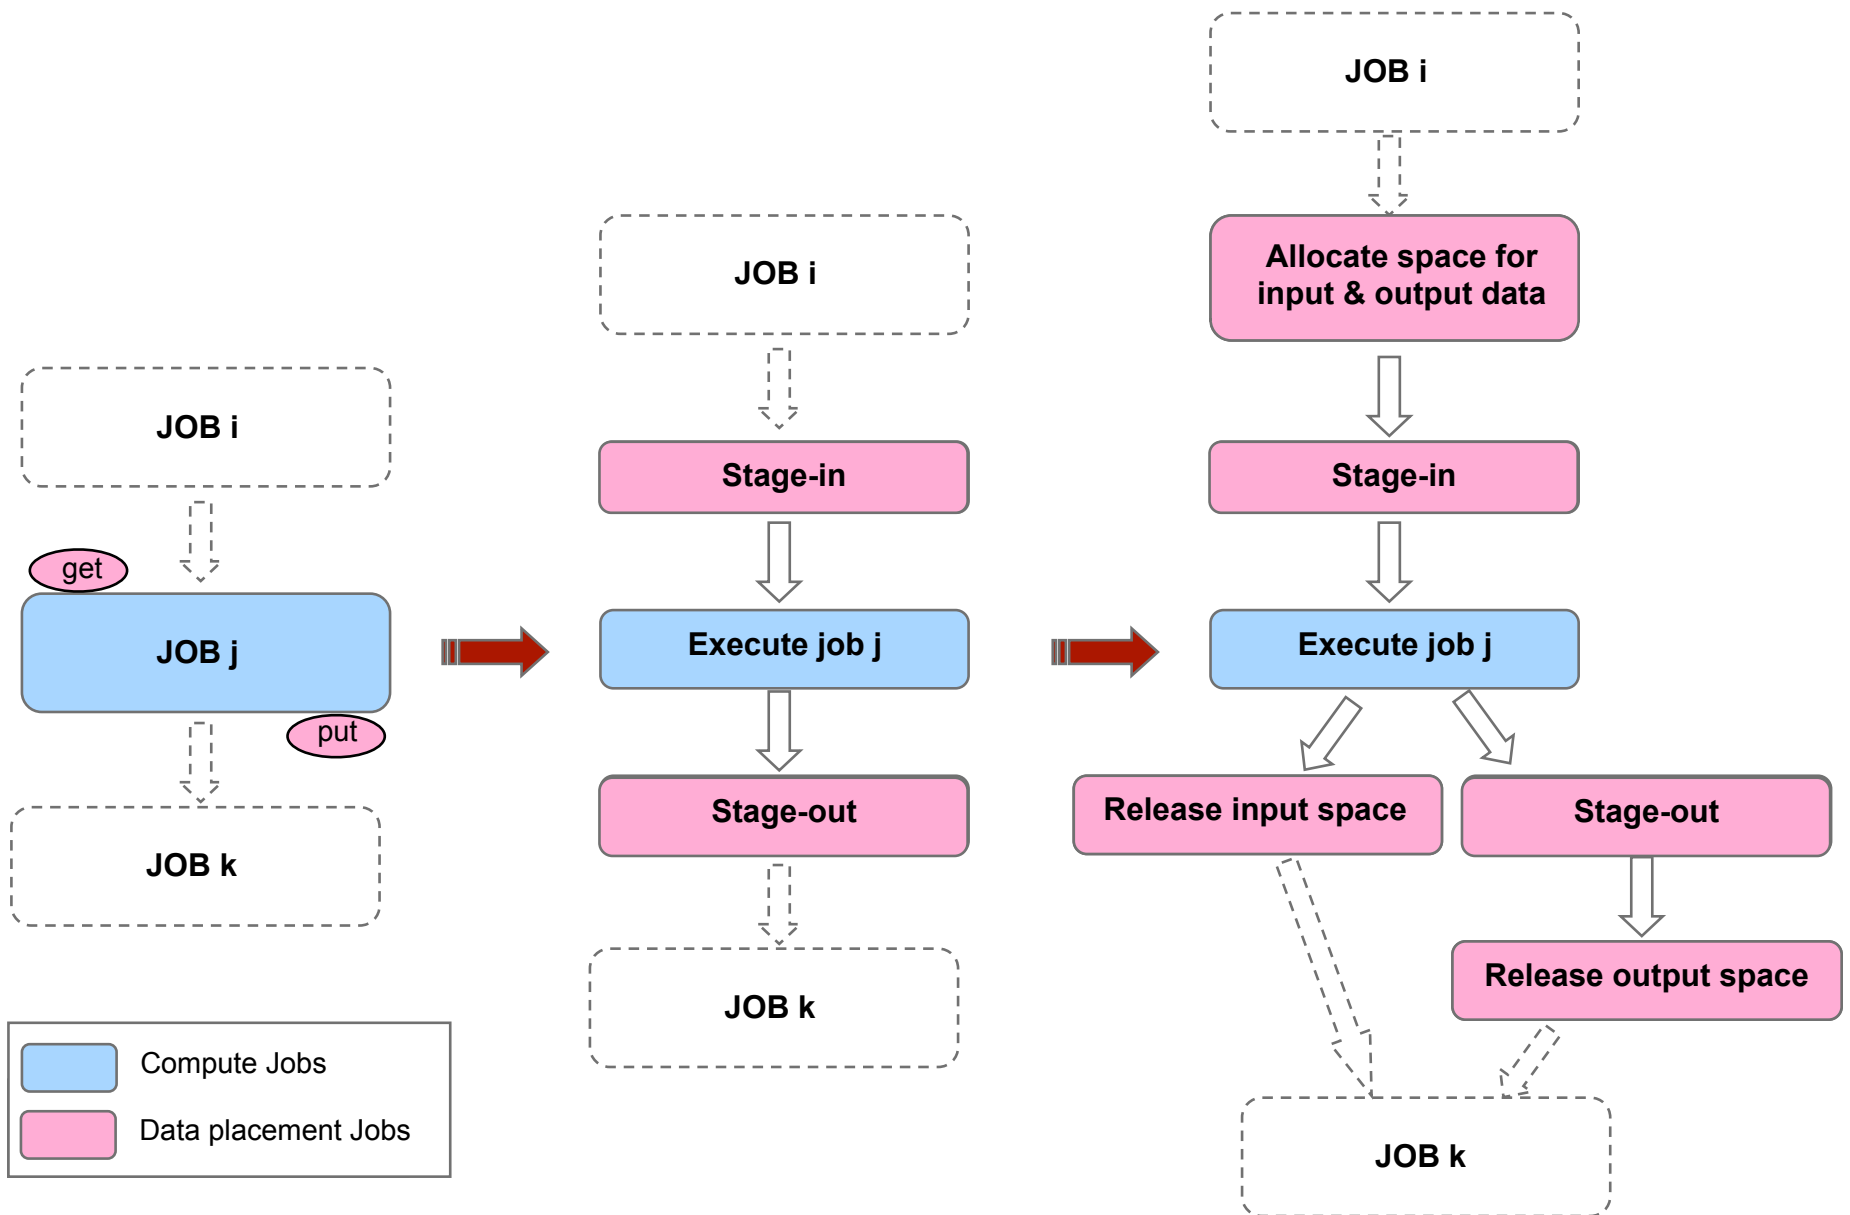 JOB i
get
JOB j
put
JOB k
Compute Jobs
Data placement Jobs
JOB i
Stage-in
Execute job j
Stage-out
JOB k
JOB i
Allocate space for
input & output data
Stage-in
Execute job j
Release input space
Stage-out
Release output space
JOB k